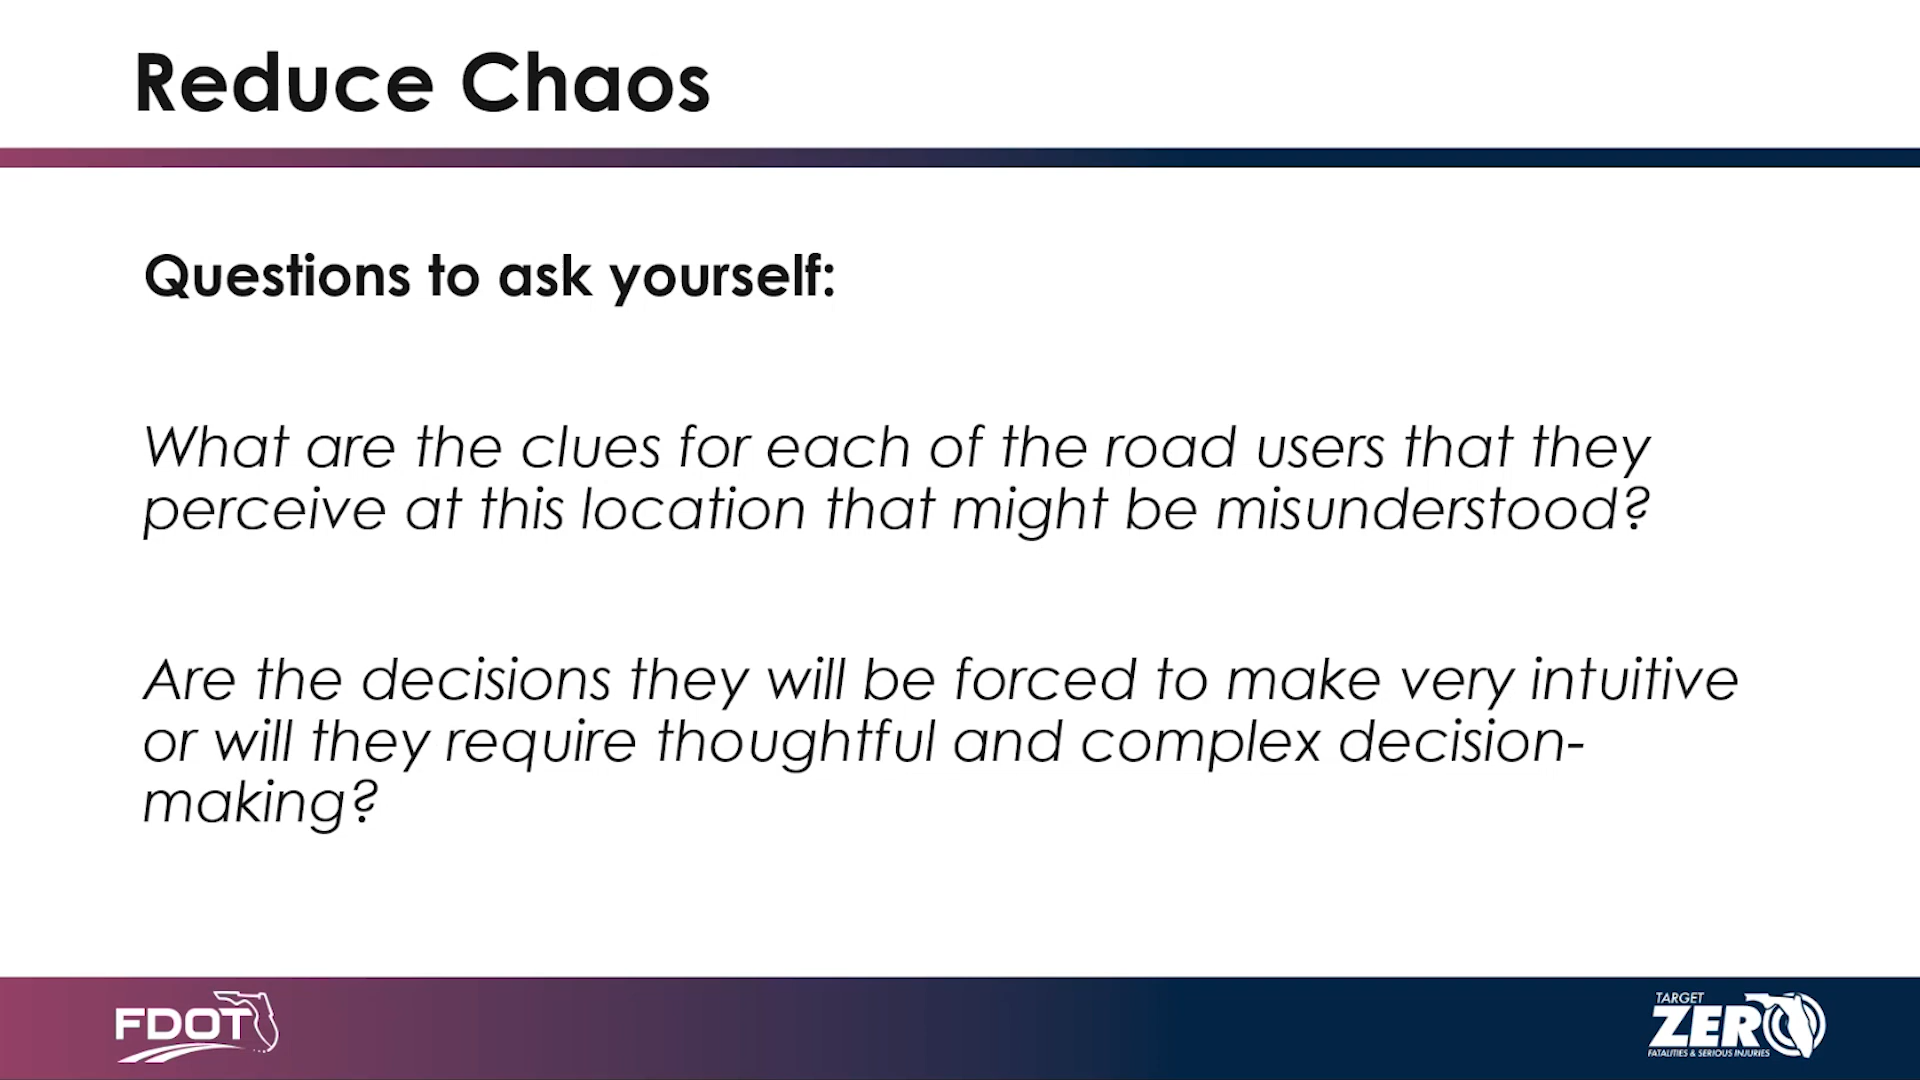 Reduce Chaos
Questions to ask yourself:
What are the clues for each of the road users that they
perceive at this location that might be misunderstood?
Are the decisions they will be forced to make very intuitive
or will they require thoughtful and complex decision-
making?
FDOT
TARGET
ZERO
FATALITIES & SERIOUS INJURIES